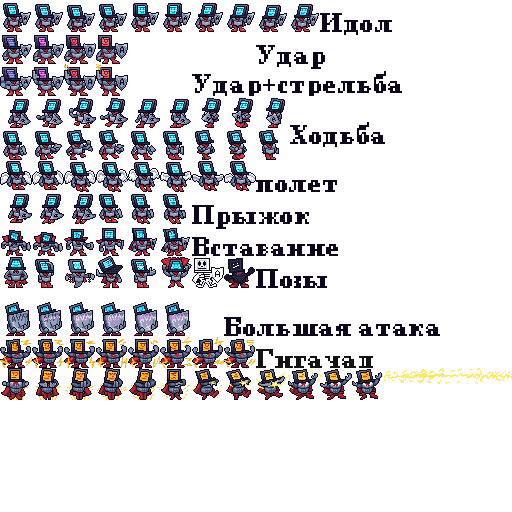 Идол
Удар
Удар+стрельба
Ходьба
полет
Прыжок
Вставание
Позы
Большая атака
Гигачад